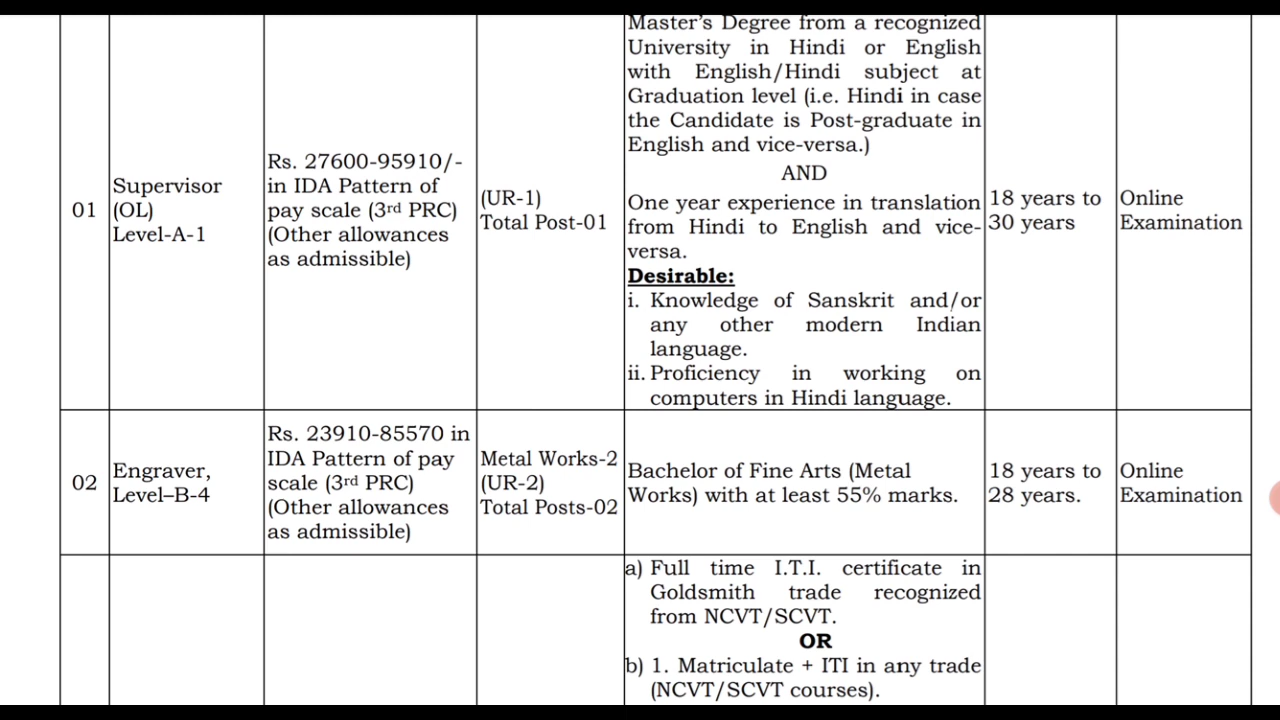 01
Supervisor
(OL)
Level-A-1
Rs. 27600-95910/-
in IDA Pattern of
pay scale (3rd PRC)
(Other allowances
as admissible)
(UR-1)
Total Post-01
Master's Degree from a recognized
University in Hindi or English
with English/Hindi subject at
Graduation level (i.e. Hindi in case
the Candidate is Post-graduate in
English and vice-versa.)
AND
One year experience in translation
from Hindi to English and vice-
versa.
Desirable:
i. Knowledge of Sanskrit and/or
any other modern Indian
language.
ii. Proficiency in working on
computers in Hindi language.
18 years to
30 years
Online
Examination
02
Engraver,
Level–B-4
Rs. 23910-85570 in
IDA Pattern of pay
scale (3rd PRC)
(Other allowances
as admissible)
Metal Works-2
(UR-2)
Total Posts-02
Bachelor of Fine Arts (Metal
Works) with at least 55% marks.
18 years to
28 years.
Online
Examination
a) Full time I.T.I. certificate in
Goldsmith trade recognized
from NCVT/SCVT.
OR
b) 1. Matriculate + ITI in any trade
(NCVT/SCVT courses).